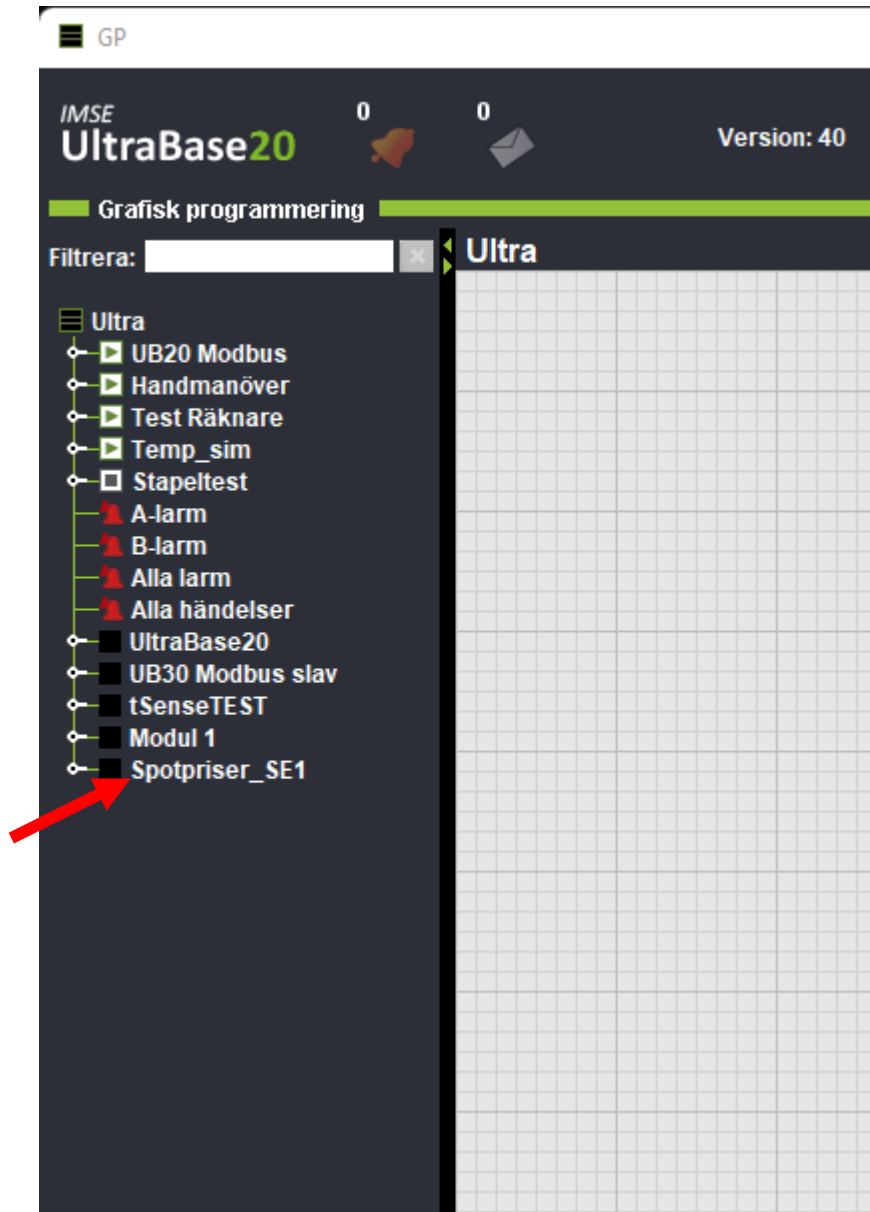 GP
IMSE
UltraBase20
0
0
Version: 40
Grafisk programmering
Filtrera:
Ultra
Ultra
UB20 Modbus
Handmanöver
Test Räknare
Temp_sim
Stapeltest
A-larm
B-larm
Alla larm
Alla händelser
UltraBase20
UB30 Modbus slav
tSenseTEST
Modul 1
Spotpriser_SE1